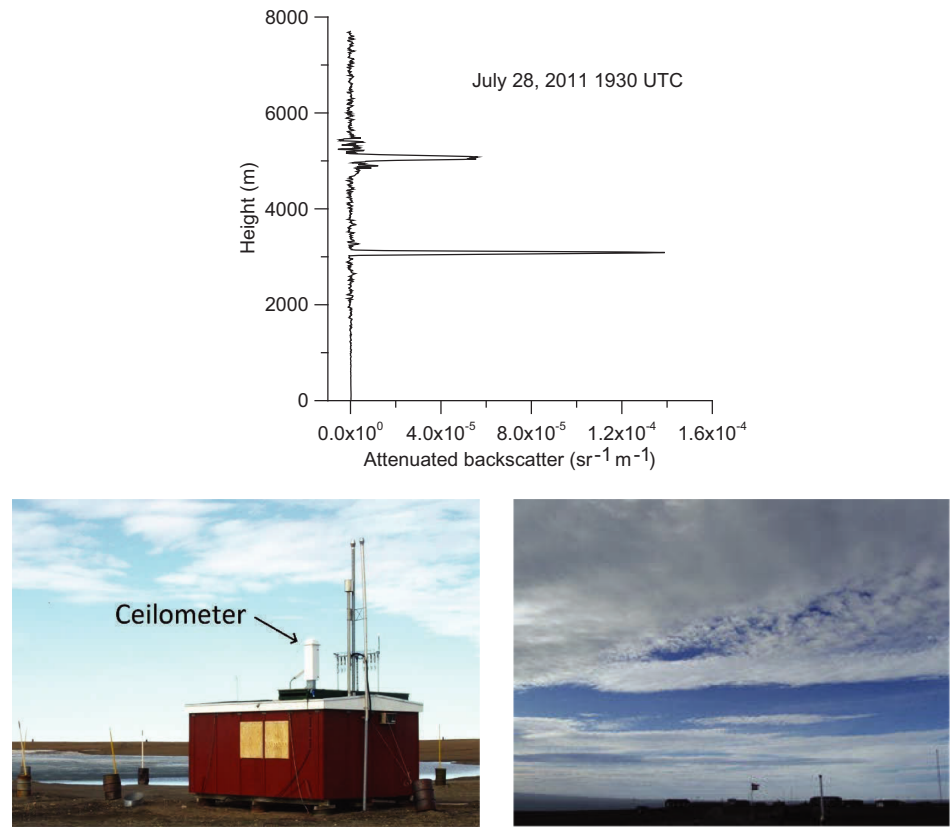 8000
July 28, 2011 1930 UTC
6000
Height (m)
4000
2000
0
0.0x10⁰ 4.0x10⁻⁵ 8.0x10⁻⁵ 1.2x10⁻⁴ 1.6x10⁻⁴
Attenuated backscatter (sr⁻¹ m⁻¹)
Ceilometer